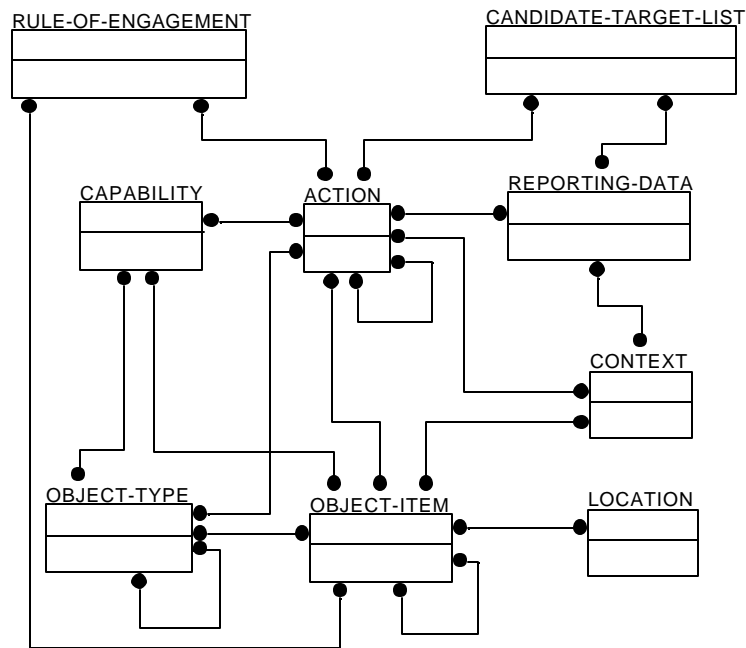 RULE-OF-ENGAGEMENT
CANDIDATE-TARGET-LIST
CAPABILITY
ACTION
REPORTING-DATA
CONTEXT
OBJECT-TYPE
OBJECT-ITEM
LOCATION